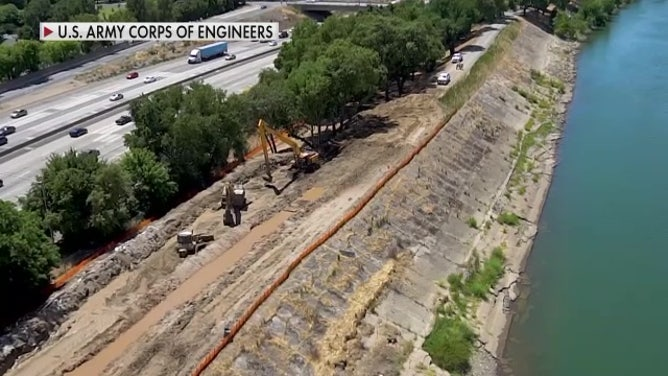 U.S. ARMY CORPS OF ENGINEERS